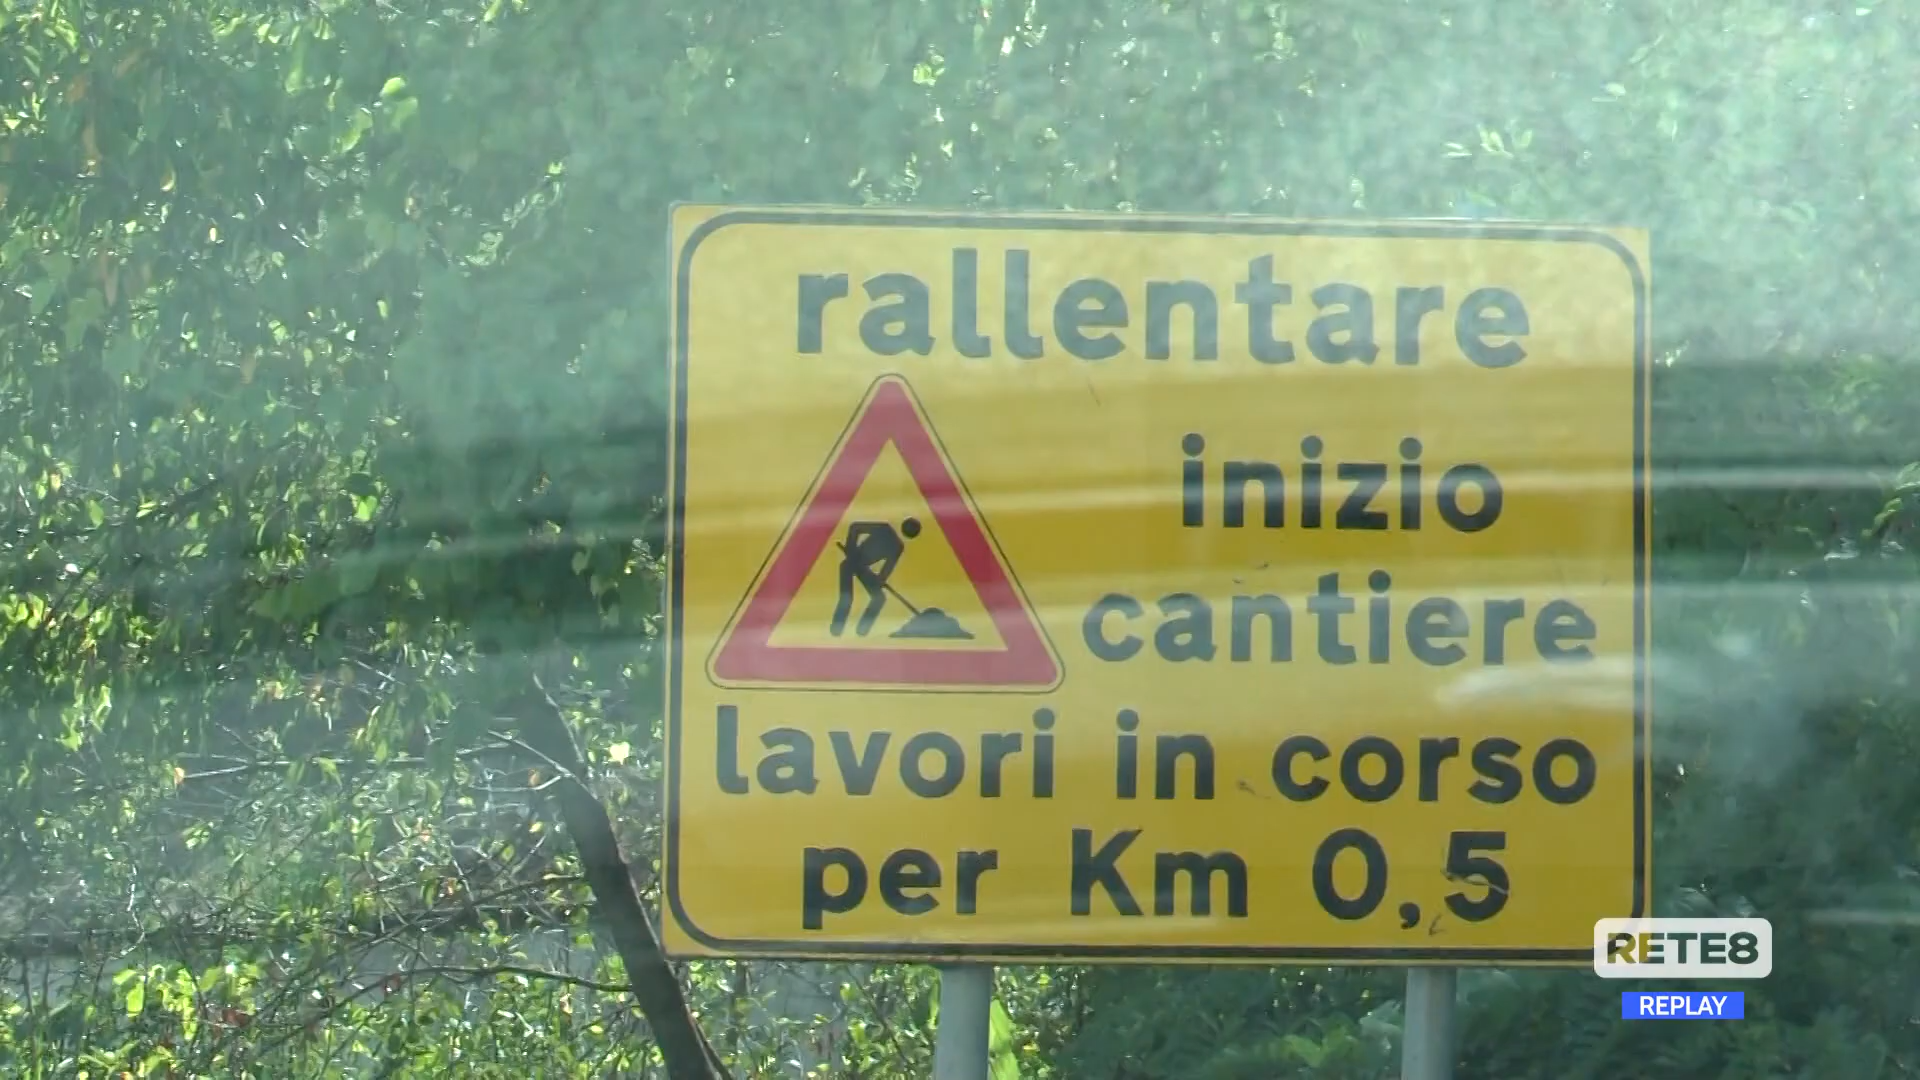 rallentare
inizio
cantiere
lavori in corso
per Km 0,5
RETE8
REPLAY